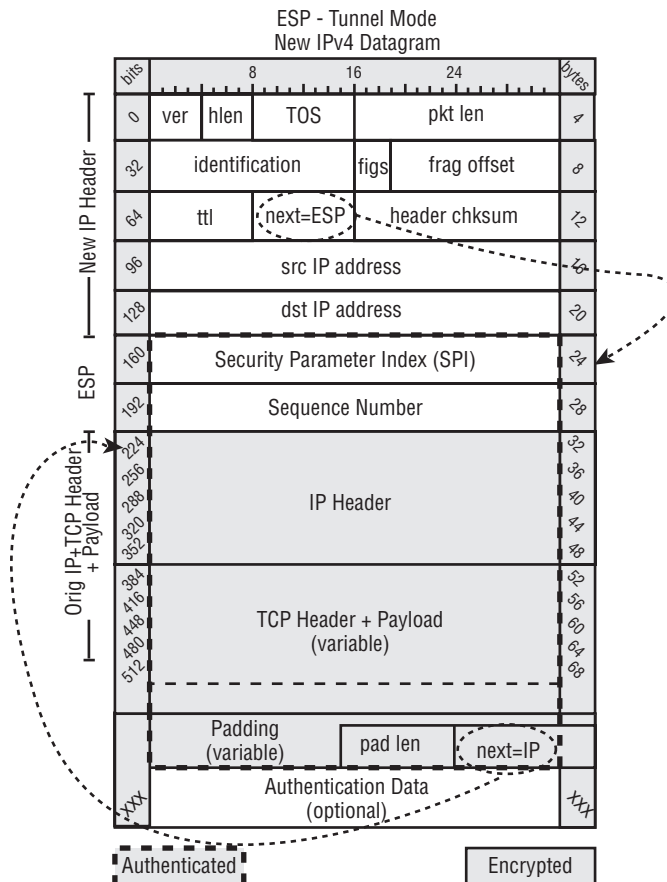 ESP - Tunnel Mode
New IPv4 Datagram
bits 8 16 24 bytes
New IP Header
0 ver hlen TOS pkt len 4
32 identification figs frag offset 8
64 ttl next=ESP header chksum 12
96 src IP address 16
128 dst IP address 20
ESP
160 Security Parameter Index (SPI) 24
192 Sequence Number 28
Orig IP+TCP Header
+ Payload
224 32
256 36
288 IP Header 40
320 44
352 48
384 52
416 56
448 TCP Header + Payload 60
480 (variable) 64
512 68
Padding
(variable) pad len next=IP
XXX Authentication Data XXX
(optional)
Authenticated Encrypted